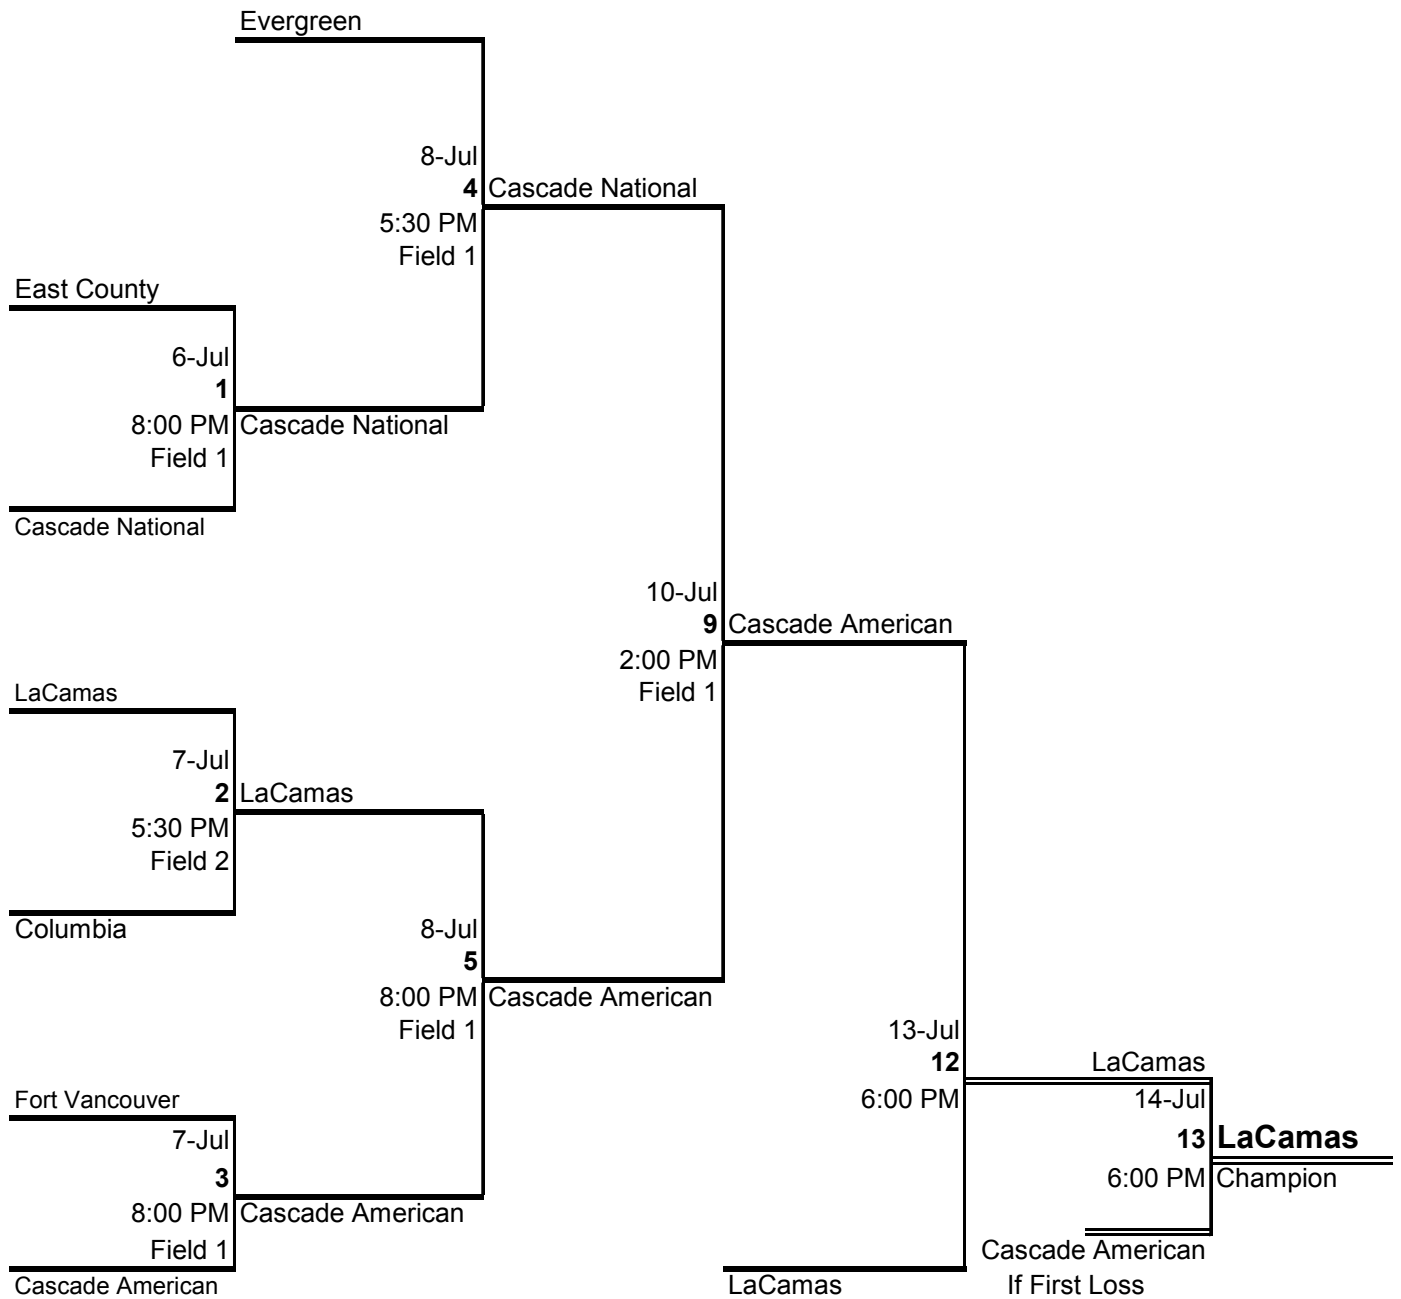 Evergreen
8-Jul
4 Cascade National
5:30 PM
Field 1
East County
6-Jul
1
8:00 PM Cascade National
Field 1
Cascade National
10-Jul
9 Cascade American
2:00 PM
Field 1
LaCamas
7-Jul
2 LaCamas
5:30 PM
Field 2
Columbia
8-Jul
5
8:00 PM Cascade American
Field 1
13-Jul
12 LaCamas
6:00 PM 14-Jul
13 LaCamas
6:00 PM Champion
Fort Vancouver
7-Jul
3
8:00 PM Cascade American
Field 1
Cascade American
Cascade American
LaCamas If First Loss